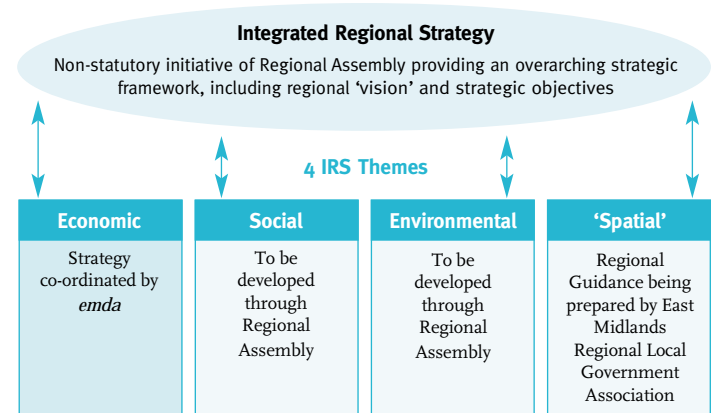 Integrated Regional Strategy
Non-statutory initiative of Regional Assembly providing an overarching strategic
framework, including regional ‘vision’ and strategic objectives
4 IRS Themes
Economic
Strategy
co-ordinated by
emda
Social
To be
developed
through
Regional
Assembly
Environmental
To be
developed
through
Regional
Assembly
‘Spatial’
Regional
Guidance being
prepared by East
Midlands
Regional Local
Government
Association